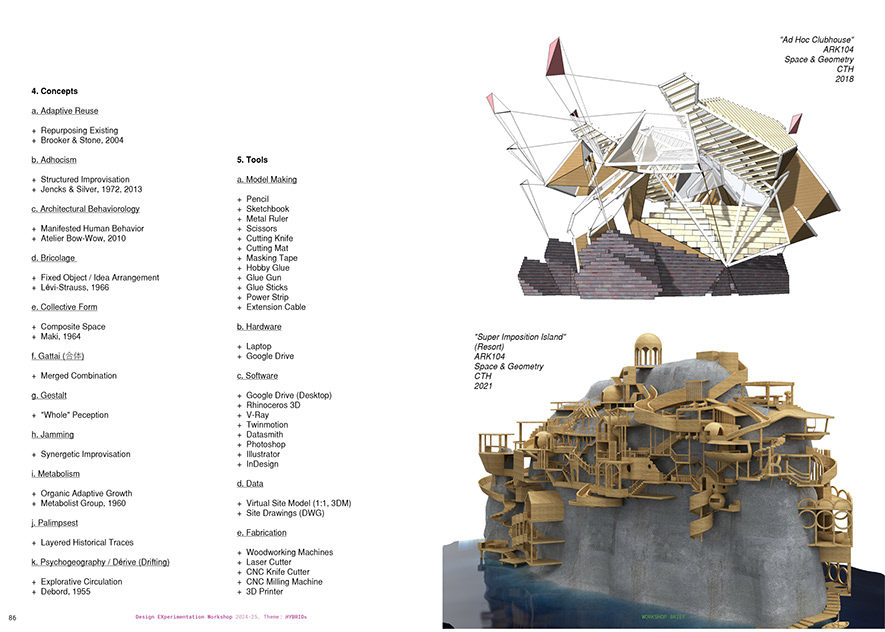 4. Concepts
a. Adaptive Reuse
+ Repurposing Existing
+ Brooker & Stone, 2004
b. Adhocism
+ Structured Improvisation
+ Jencks & Silver, 1972, 2013
c. Architectural Behaviorology
+ Manifested Human Behavior
+ Atelier Bow-Wow, 2010
d. Bricolage
+ Fixed Object / Idea Arrangement
+ Lévi-Strauss, 1966
e. Collective Form
+ Composite Space
+ Maki, 1964
f. Gattai (合体)
+ Merged Combination
g. Gestalt
+ "Whole" Peception
h. Jamming
+ Synergetic Improvisation
i. Metabolism
+ Organic Adaptive Growth
+ Metabolist Group, 1960
j. Palimpsest
+ Layered Historical Traces
k. Psychogeography / Dérive (Drifting)
+ Explorative Circulation
+ Debord, 1955
5. Tools
a. Model Making
+ Pencil
+ Sketchbook
+ Metal Ruler
+ Scissors
+ Cutting Knife
+ Cutting Mat
+ Masking Tape
+ Hobby Glue
+ Glue Gun
+ Glue Sticks
+ Power Strip
+ Extension Cable
b. Hardware
+ Laptop
+ Google Drive
c. Software
+ Google Drive (Desktop)
+ Rhinoceros 3D
+ V-Ray
+ Twinmotion
+ Datasmith
+ Photoshop
+ Illustrator
+ InDesign
d. Data
+ Virtual Site Model (1:1, 3DM)
+ Site Drawings (DWG)
e. Fabrication
+ Woodworking Machines
+ Laser Cutter
+ CNC Knife Cutter
+ CNC Milling Machine
+ 3D Printer
"Ad Hoc Clubhouse"
ARK104
Space & Geometry
CTH
2018
"Super Imposition Island"
(Resort)
ARK104
Space & Geometry
CTH
2021
86
Design EXperimentation Workshop 2024-25, Theme: HYBRIDs
WORKSHOP BRIEF